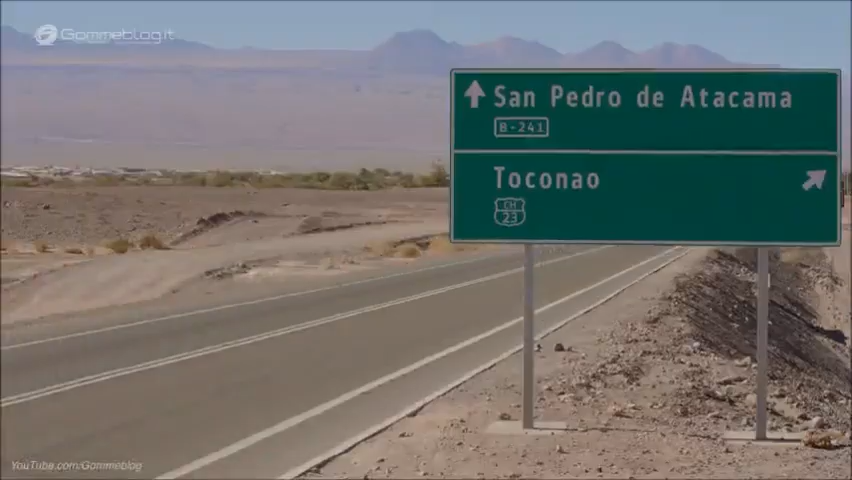 Gommeblog.it
San Pedro de Atacama
B-241
Toconao
CH
23
YouTube.com/Gommeblog